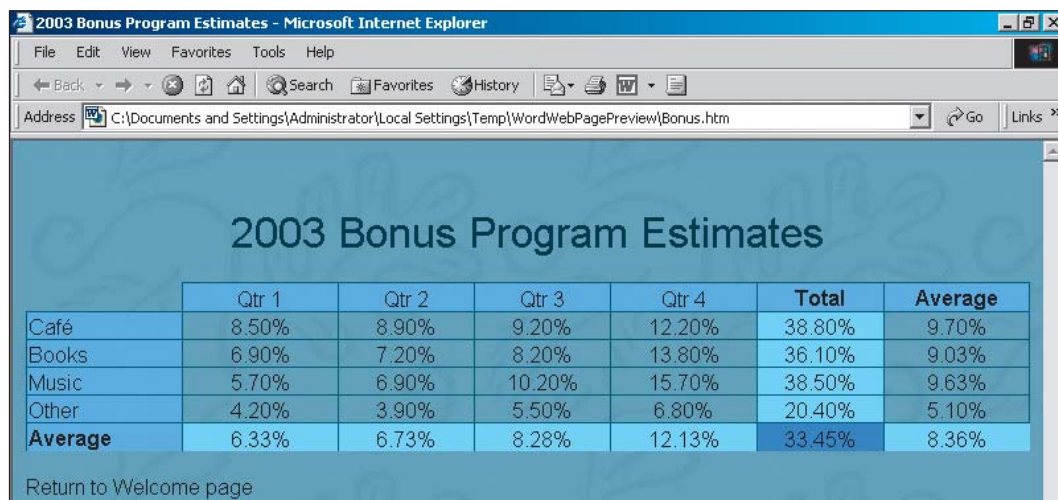 2003 Bonus Program Estimates - Microsoft Internet Explorer
File Edit View Favorites Tools Help
Back Search Favorites History
Address C:\Documents and Settings\Administrator\Local Settings\Temp\WordWebPagePreview\Bonus.htm Go Links »
2003 Bonus Program Estimates
Qtr 1 Qtr 2 Qtr 3 Qtr 4 Total Average
Café 8.50% 8.90% 9.20% 12.20% 38.80% 9.70%
Books 6.90% 7.20% 8.20% 13.80% 36.10% 9.03%
Music 5.70% 6.90% 10.20% 15.70% 38.50% 9.63%
Other 4.20% 3.90% 5.50% 6.80% 20.40% 5.10%
Average 6.33% 6.73% 8.28% 12.13% 33.45% 8.36%
Return to Welcome page